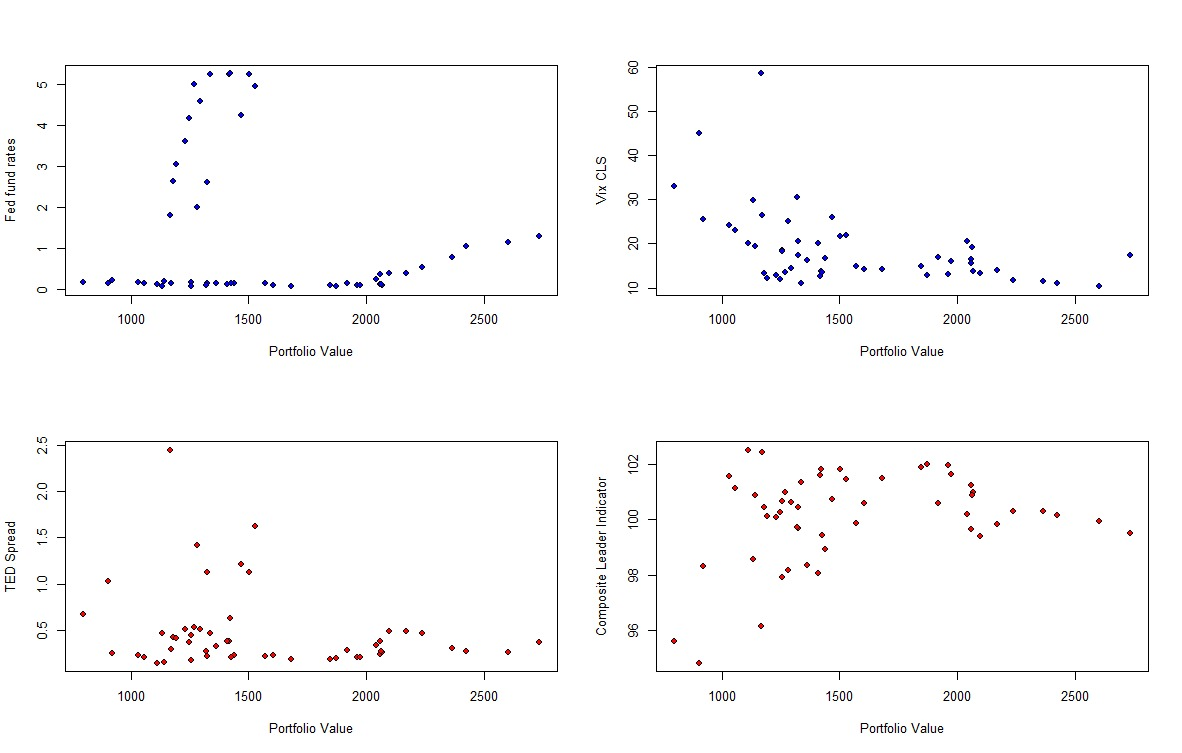 Fed fund rates
5
4
3
2
1
0
1000 1500 2000 2500
Portfolio Value
Vix CLS
60
50
40
30
20
10
1000 1500 2000 2500
Portfolio Value
TED Spread
2.5
2.0
1.5
1.0
0.5
1000 1500 2000 2500
Portfolio Value
Composite Leader Indicator
102
100
98
96
1000 1500 2000 2500
Portfolio Value